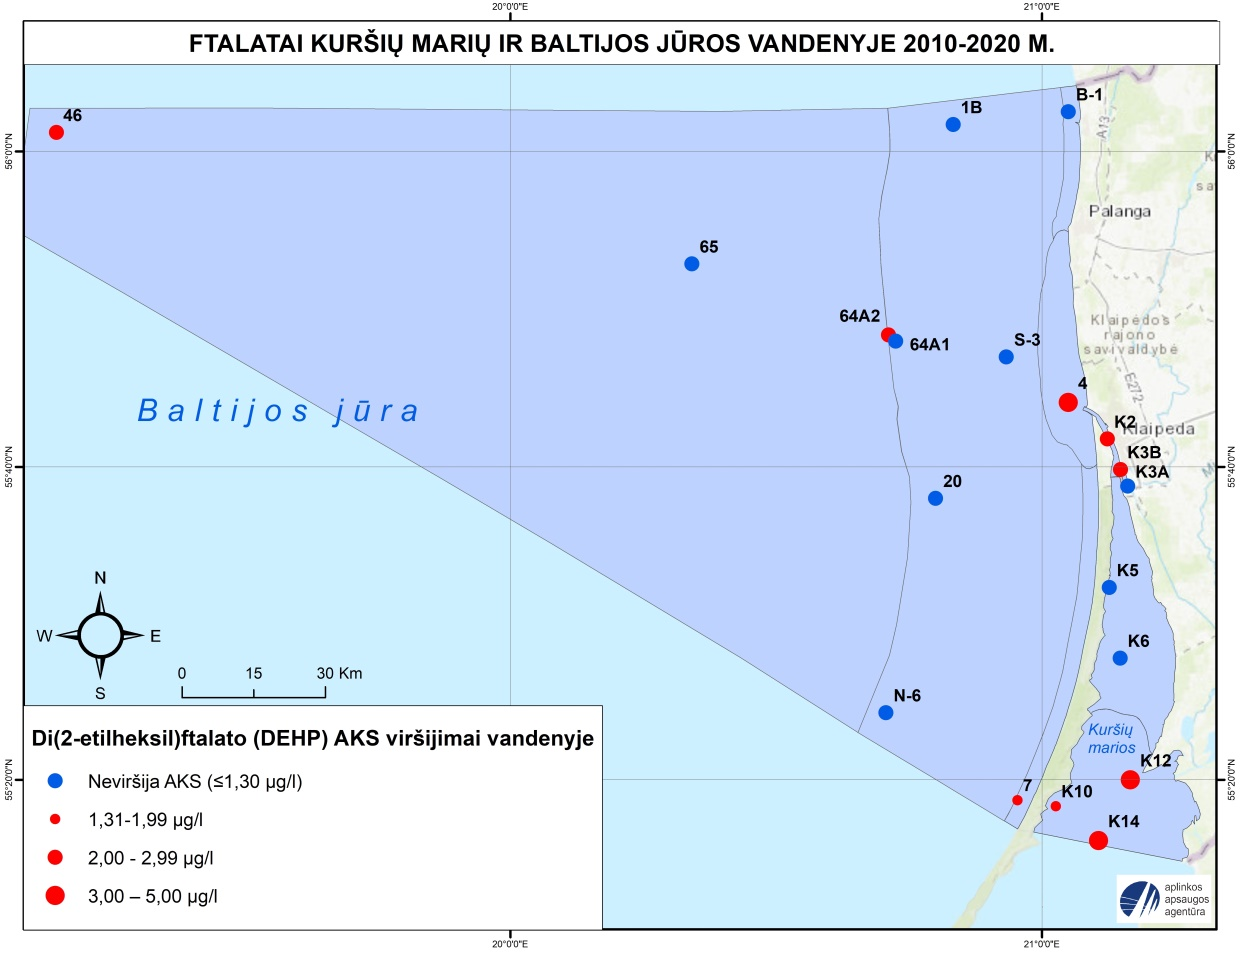 20°0'0"E
21°0'0"E
FTALATAI KURŠIŲ MARIŲ IR BALTIJOS JŪROS VANDENYJE 2010-2020 M.
46
1B
B-1
A13
56°0'0"N
56°0'0"N
Palanga
65
64A2
64A1
S-3
Klaipėdos
rajono
savivaldybė
E272
4
Baltijos jūra
K2
Klaipeda
K3B
K3A
55°40'0"N
55°40'0"N
20
K5
N
W
E
S
K6
0 15 30 Km
N-6
Kuršių
marios
K12
55°20'0"N
55°20'0"N
7
K10
K14
Di(2-etilheksil)ftalato (DEHP) AKS viršijimai vandenyje
Neviršija AKS (≤1,30 µg/l)
1,31-1,99 µg/l
2,00 - 2,99 µg/l
3,00 – 5,00 µg/l
aplinkos
apsaugos
agentūra
20°0'0"E
21°0'0"E